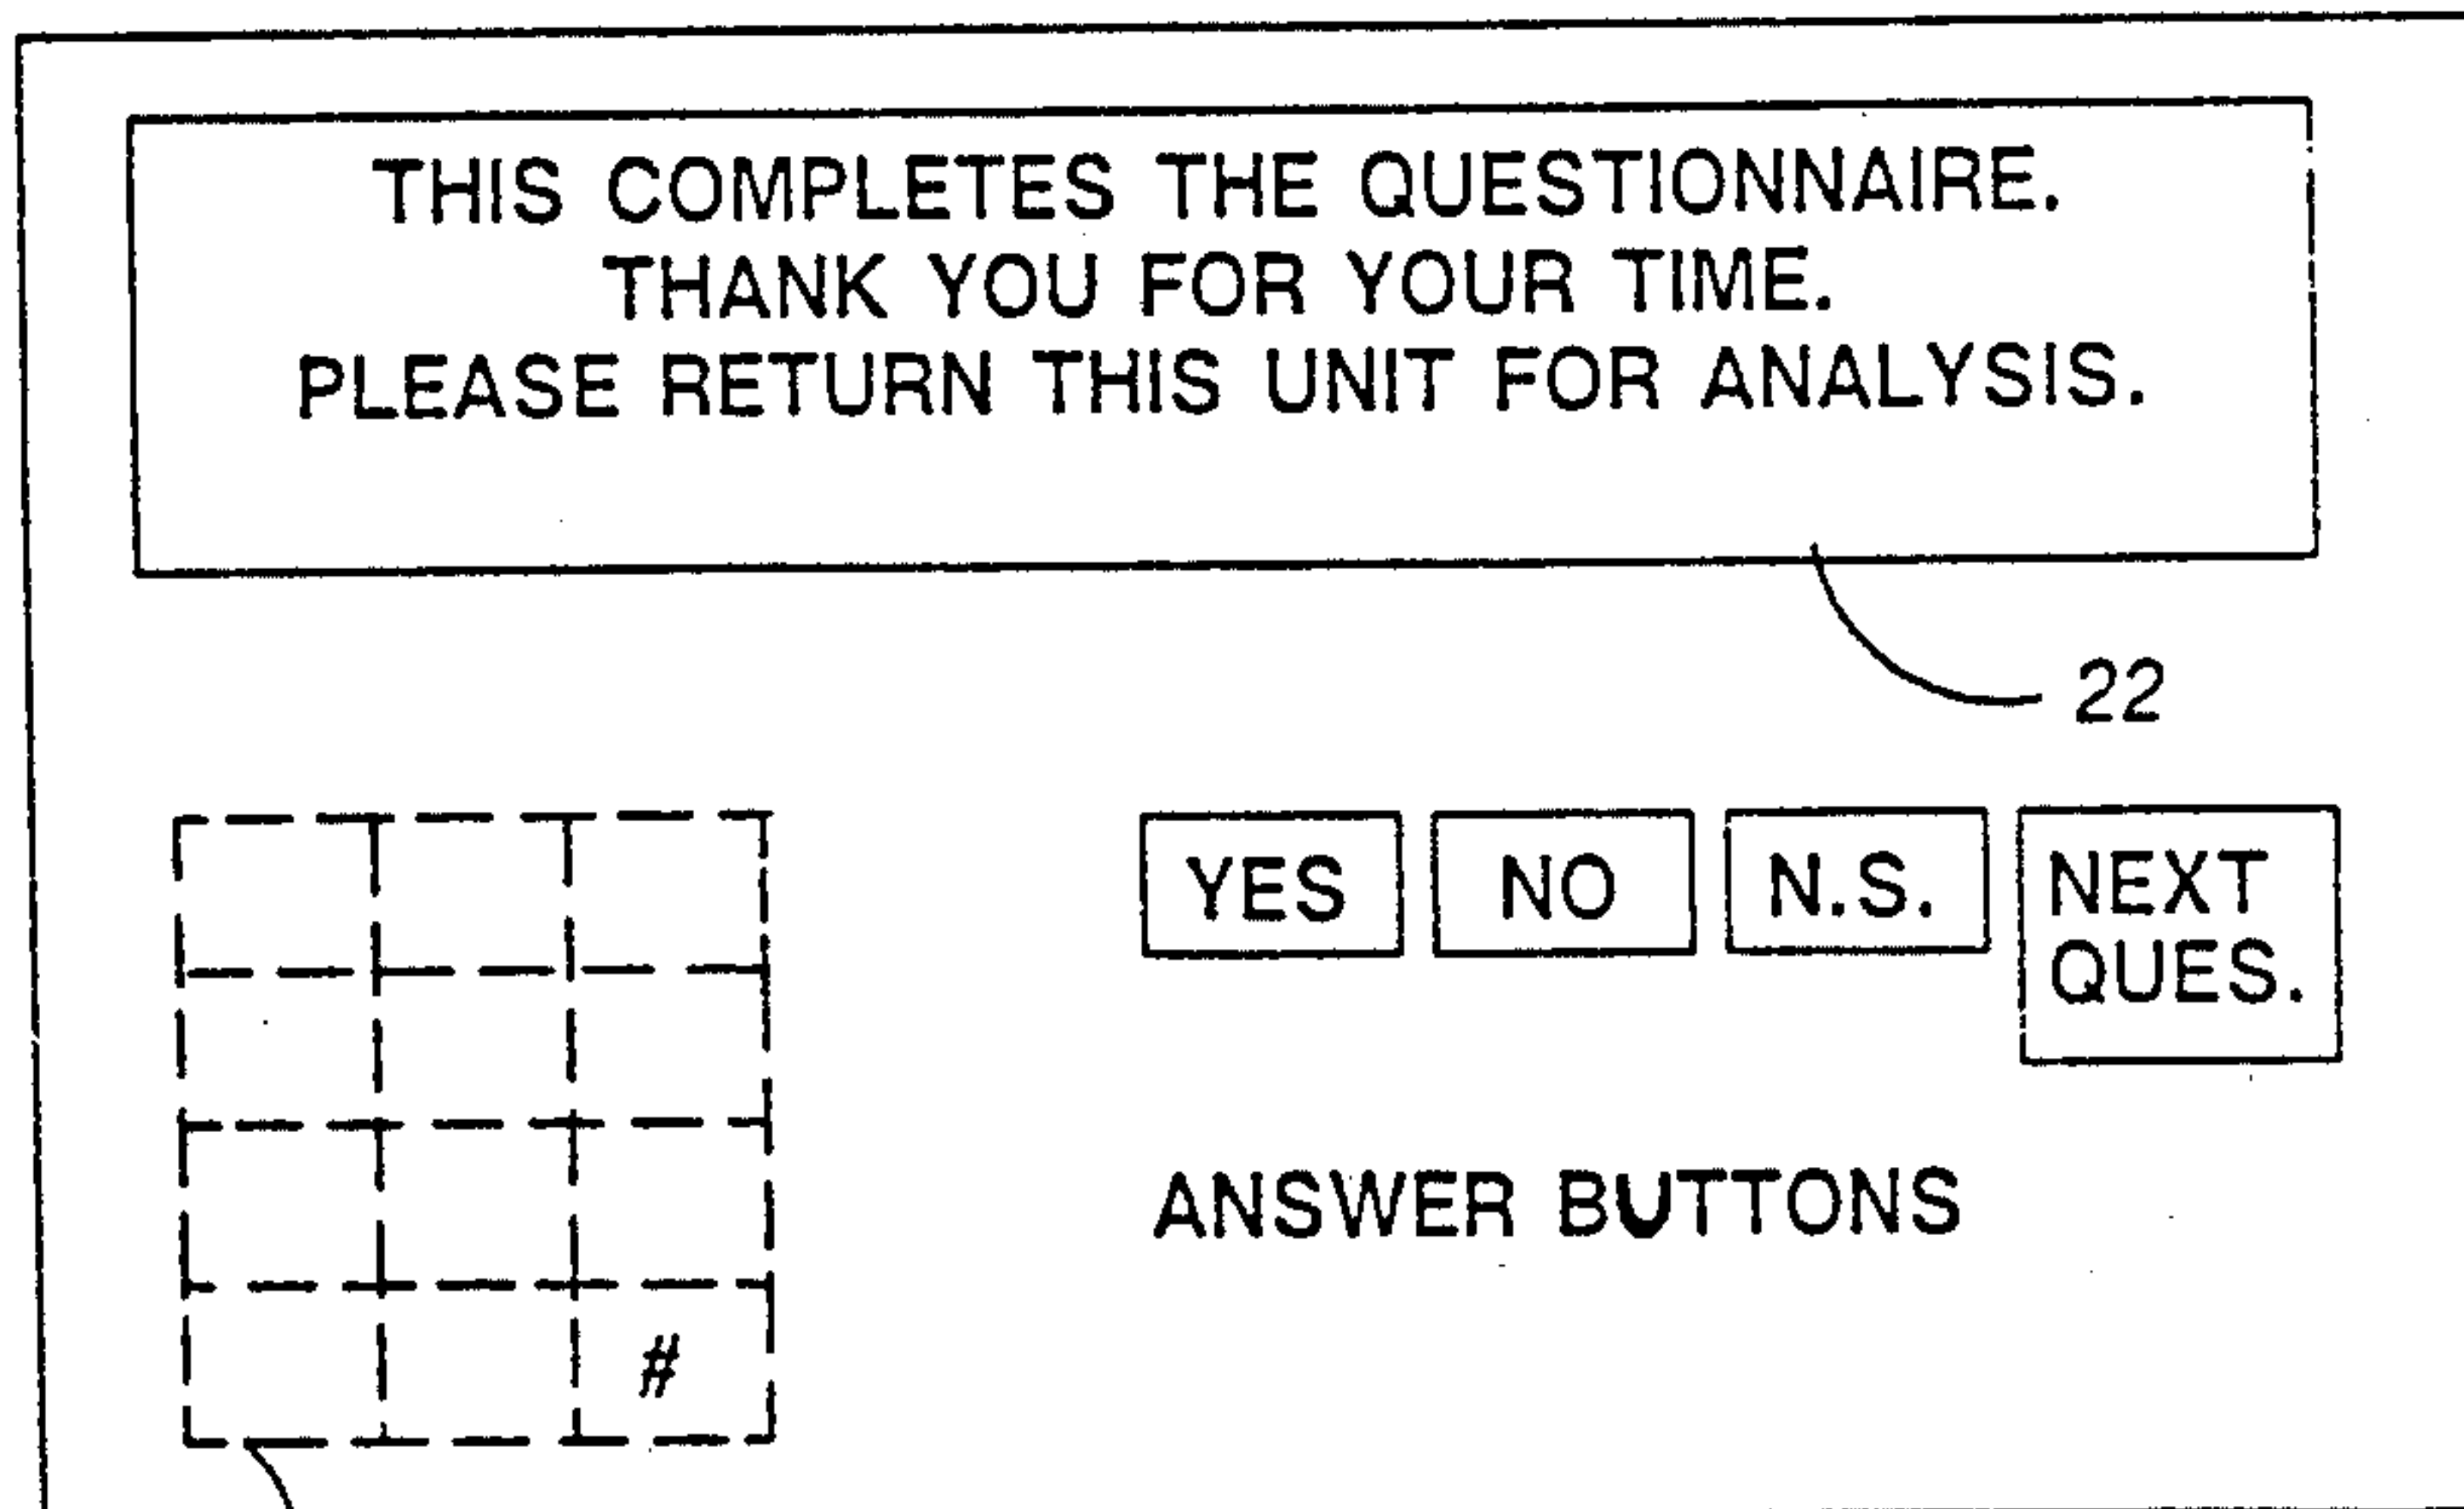 THIS COMPLETES THE QUESTIONNAIRE.
THANK YOU FOR YOUR TIME.
PLEASE RETURN THIS UNIT FOR ANALYSIS.
22
YES NO N.S. NEXT
QUES.
ANSWER BUTTONS
#